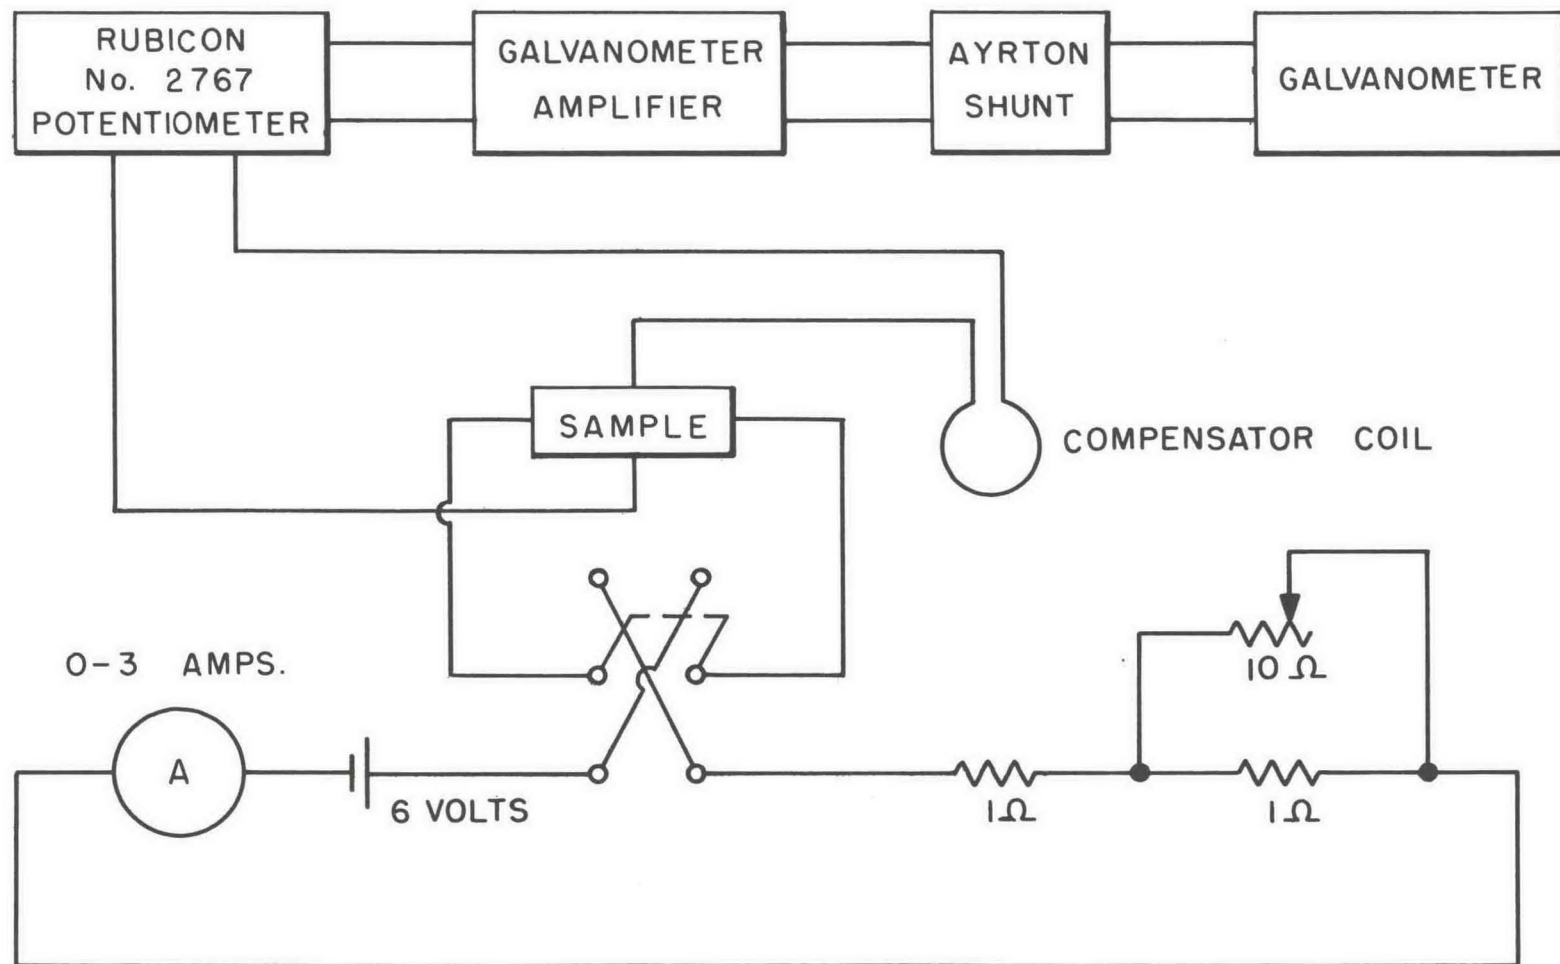 RUBICON
No. 2767
POTENTIOMETER
GALVANOMETER
AMPLIFIER
AYRTON
SHUNT
GALVANOMETER
SAMPLE
COMPENSATOR COIL
0-3 AMPS.
A
6 VOLTS
10 Ω
1Ω
1Ω